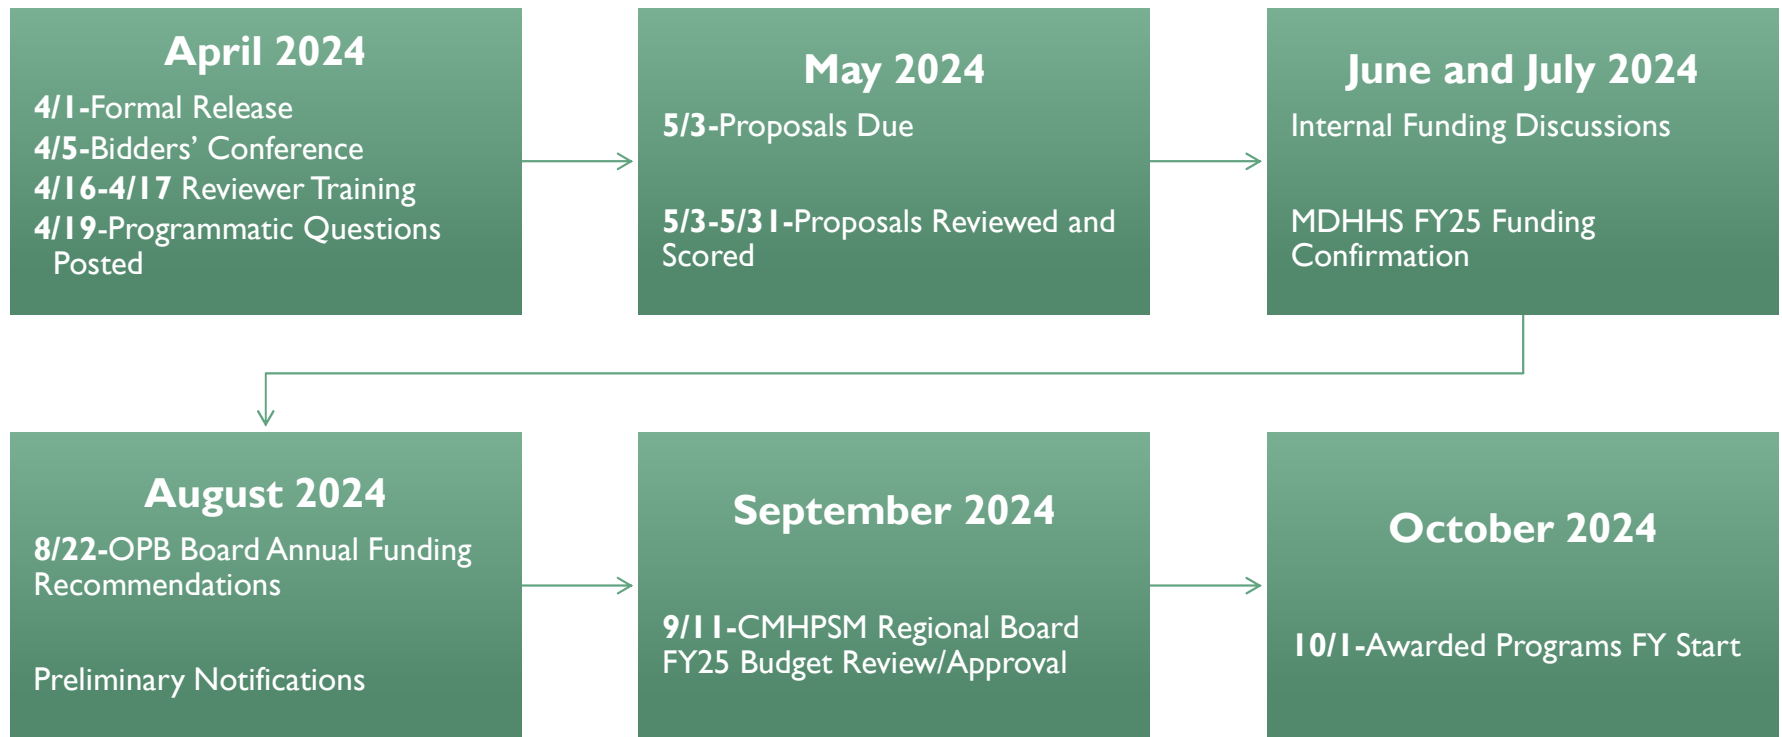 April 2024
4/1-Formal Release
4/5-Bidders’ Conference
4/16-4/17 Reviewer Training
4/19-Programmatic Questions
Posted
May 2024
5/3-Proposals Due
5/3-5/31-Proposals Reviewed and
Scored
June and July 2024
Internal Funding Discussions
MDHHS FY25 Funding
Confirmation
August 2024
8/22-OPB Board Annual Funding
Recommendations
Preliminary Notifications
September 2024
9/11-CMHPSM Regional Board
FY25 Budget Review/Approval
October 2024
10/1-Awarded Programs FY Start